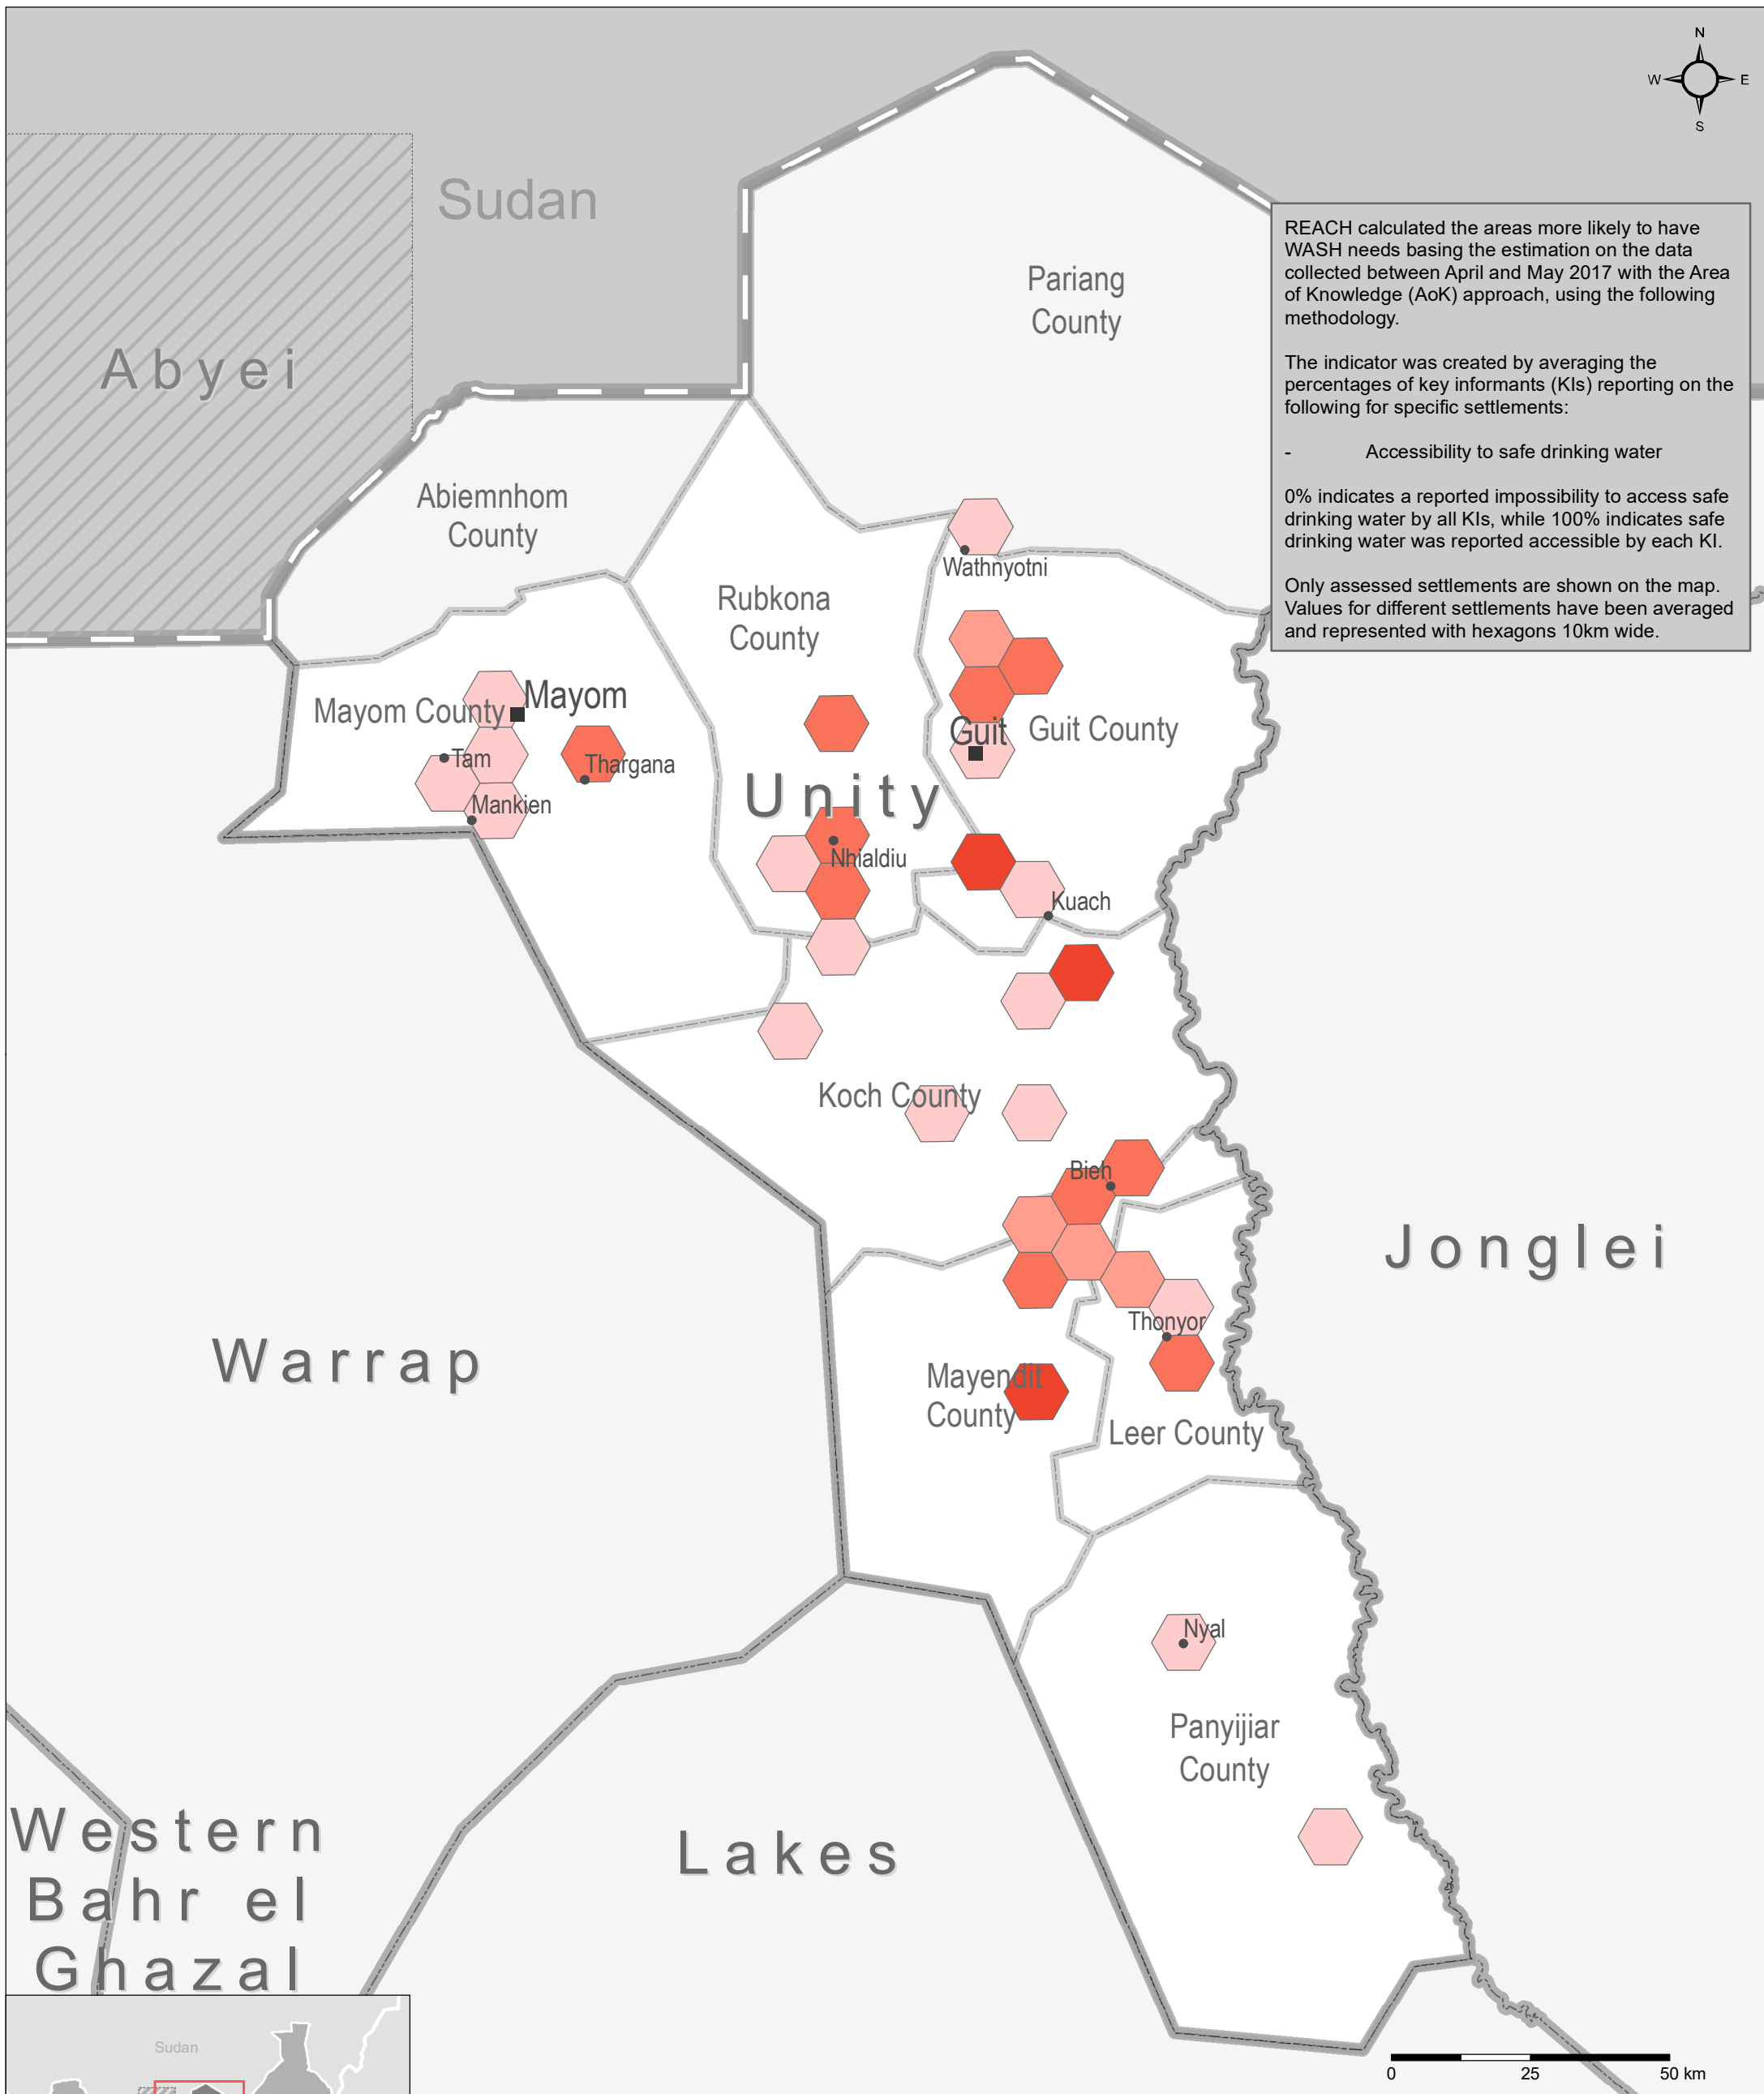 N
W E
S
Sudan
Abyei
Pariang
County
REACH calculated the areas more likely to have
WASH needs basing the estimation on the data
collected between April and May 2017 with the Area
of Knowledge (AoK) approach, using the following
methodology.
The indicator was created by averaging the
percentages of key informants (KIs) reporting on the
following for specific settlements:
- Accessibility to safe drinking water
0% indicates a reported impossibility to access safe
drinking water by all KIs, while 100% indicates safe
drinking water was reported accessible by each KI.
Only assessed settlements are shown on the map.
Values for different settlements have been averaged
and represented with hexagons 10km wide.
Abiemnhom
County
Wathnyotni
Rubkona
County
Mayom County
Mayom
Guit
Guit County
Tam
Thargana
Mankien
Unity
Nhialdiu
Kuach
Koch County
Bieh
Jonglei
Thonyor
Warrap
Mayendit
County
Leer County
Nyal
Panyijiar
County
Western
Bahr el
Ghazal
Lakes
Sudan
0 25 50 km